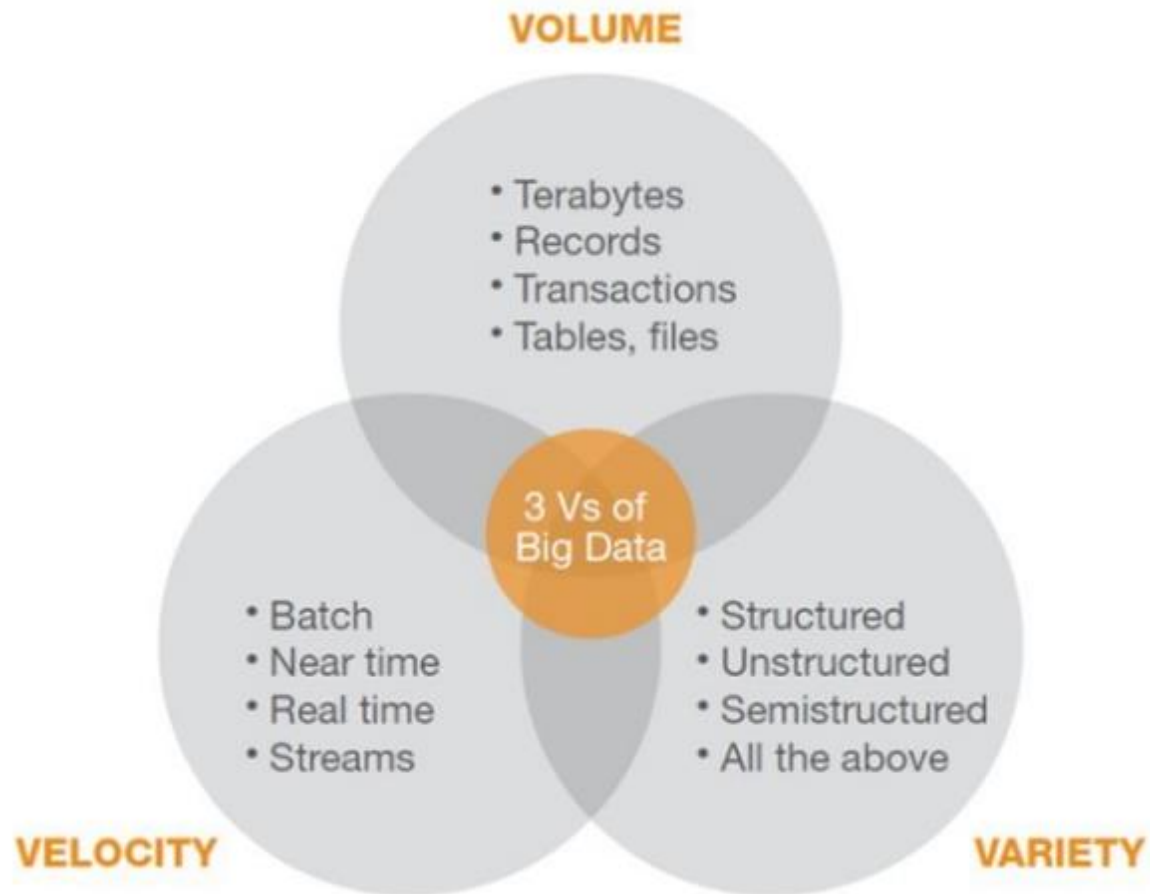 VOLUME
• Terabytes
• Records
• Transactions
• Tables, files
3 Vs of
Big Data
• Batch
• Near time
• Real time
• Streams
• Structured
• Unstructured
• Semistructured
• All the above
VELOCITY
VARIETY